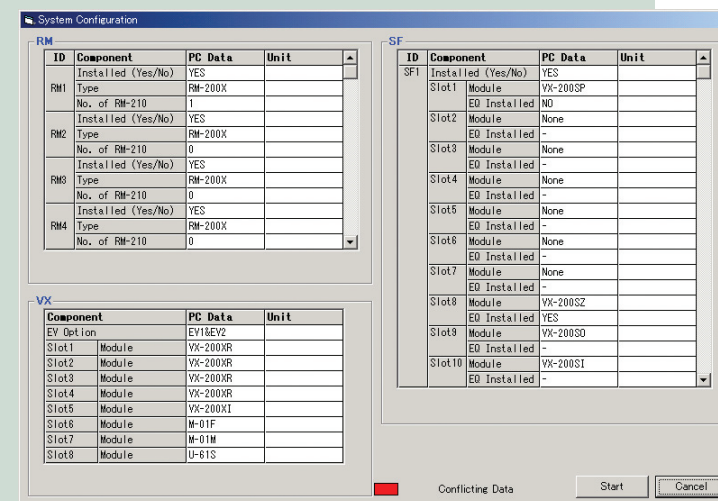 System Configuration
RM
ID Component PC Data Unit
RM1 Installed (Yes/No) YES
Type RM-200X
No. of RM-210 1
RM2 Installed (Yes/No) YES
Type RM-200X
No. of RM-210 0
RM3 Installed (Yes/No) YES
Type RM-200X
No. of RM-210 0
RM4 Installed (Yes/No) YES
Type RM-200X
No. of RM-210 0
VX
Component PC Data Unit
EV Option EV1&EV2
Slot1 Module VX-200XR
Slot2 Module VX-200XR
Slot3 Module VX-200XR
Slot4 Module VX-200XR
Slot5 Module VX-200XI
Slot6 Module M-01F
Slot7 Module M-01M
Slot8 Module U-61S
SF
ID Component PC Data Unit
SF1 Installed (Yes/No) YES
Slot1 Module VX-200SP
EQ Installed NO
Slot2 Module None
EQ Installed -
Slot3 Module None
EQ Installed -
Slot4 Module None
EQ Installed -
Slot5 Module None
EQ Installed -
Slot6 Module None
EQ Installed -
Slot7 Module None
EQ Installed -
Slot8 Module VX-200SZ
EQ Installed YES
Slot9 Module VX-200SO
EQ Installed -
Slot10 Module VX-200SI
EQ Installed -
Conflicting Data
Start
Cancel